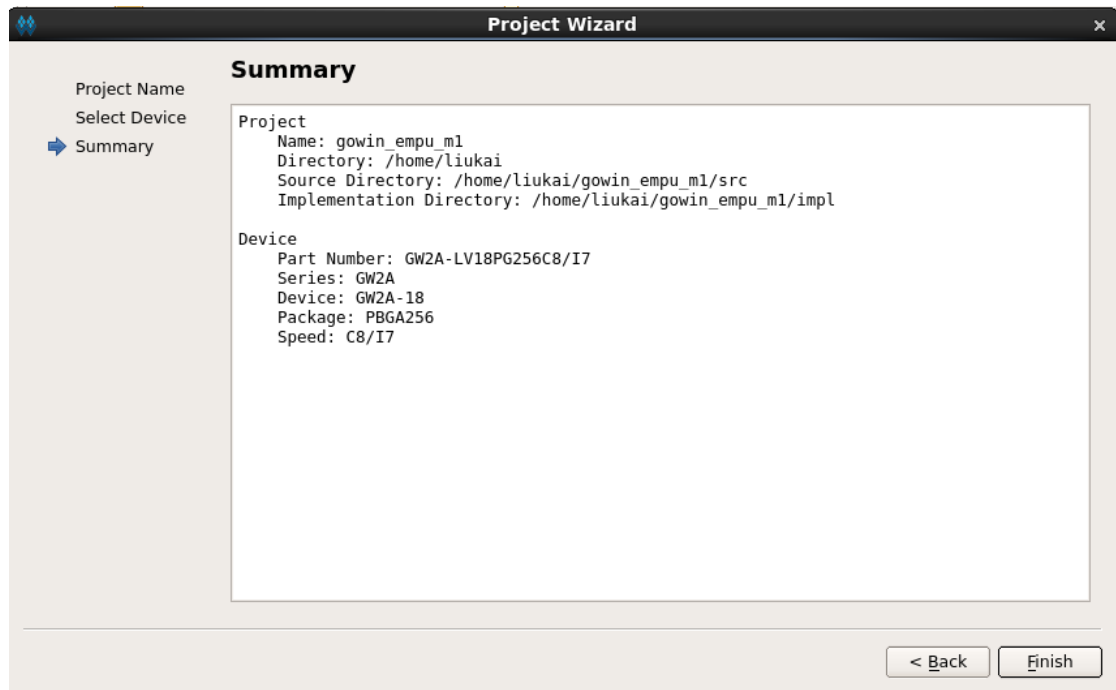 Project Wizard
Project Name
Select Device
Summary
Summary
Project
Name: gowin_empu_m1
Directory: /home/liukai
Source Directory: /home/liukai/gowin_empu_m1/src
Implementation Directory: /home/liukai/gowin_empu_m1/impl
Device
Part Number: GW2A-LV18PG256C8/I7
Series: GW2A
Device: GW2A-18
Package: PBGA256
Speed: C8/I7
< Back
Finish